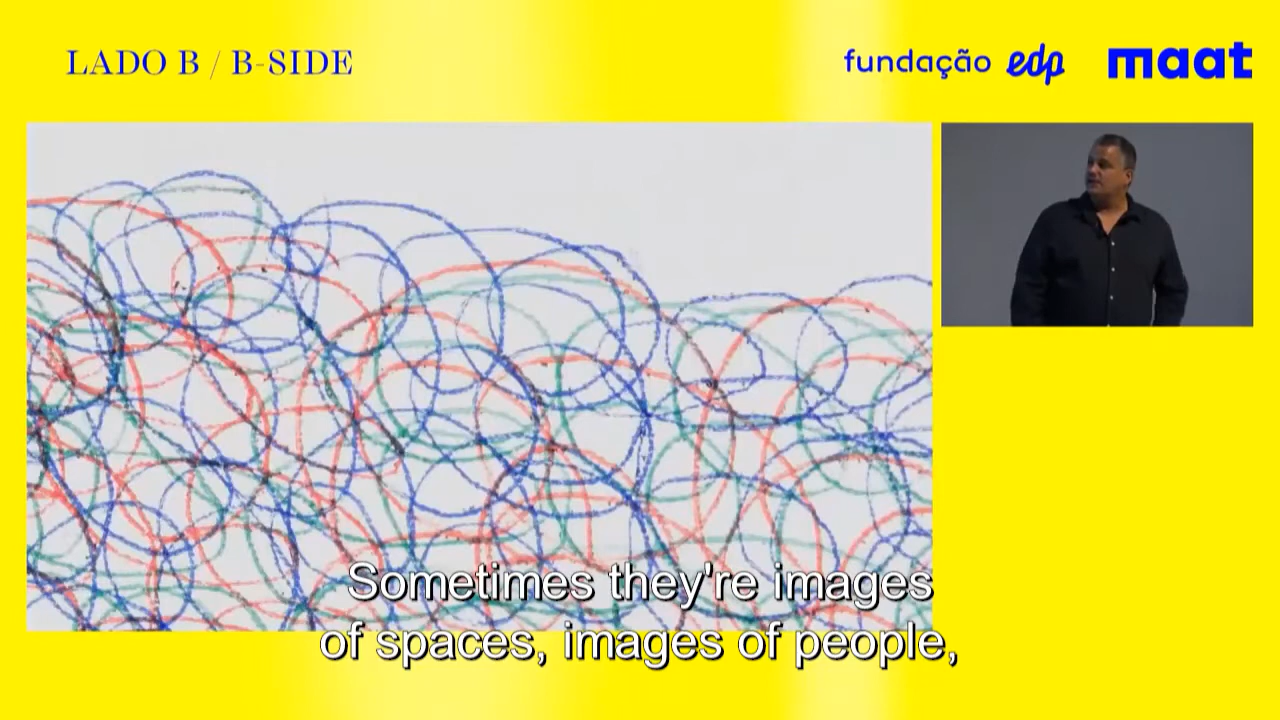 LADO B / B-SIDE
fundação edp maat
Sometimes they're images
of spaces, images of people,